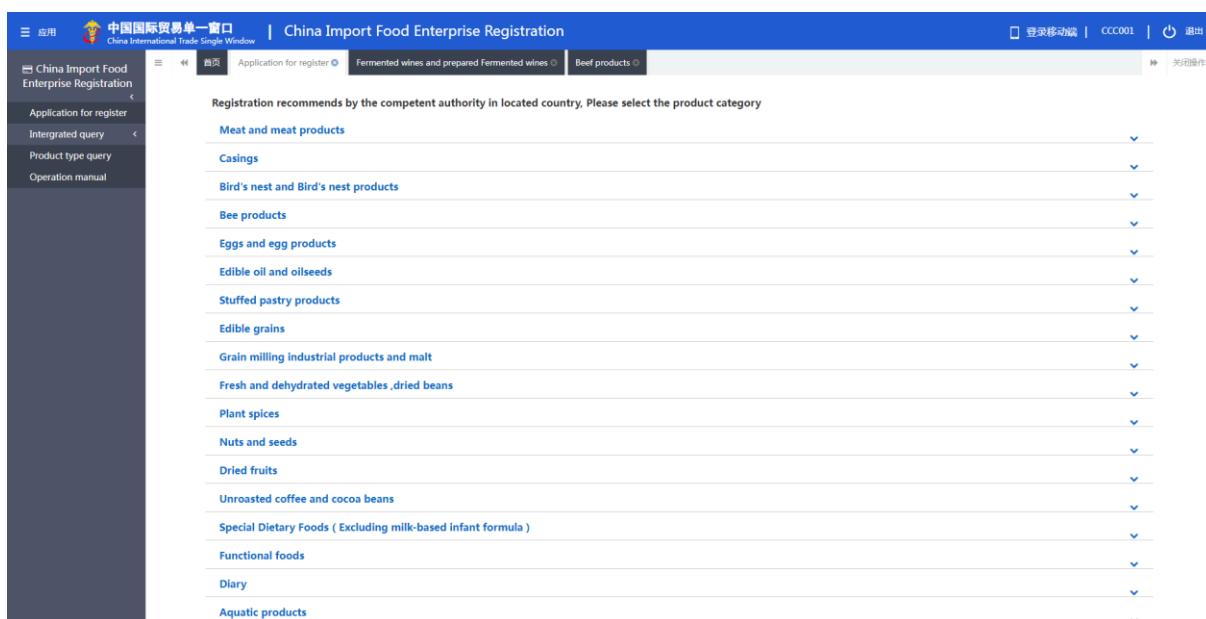 应用
中国国际贸易单一窗口
China International Trade Single Window
China Import Food Enterprise Registration
登录移动端
CCC001
退出
China Import Food Enterprise Registration
Application for register
Intergrated query
Product type query
Operation manual
首页
Application for register
Fermented wines and prepared Fermented wines
Beef products
关闭操作
Registration recommends by the competent authority in located country, Please select the product category
Meat and meat products
Casings
Bird's nest and Bird's nest products
Bee products
Eggs and egg products
Edible oil and oilseeds
Stuffed pastry products
Edible grains
Grain milling industrial products and malt
Fresh and dehydrated vegetables ,dried beans
Plant spices
Nuts and seeds
Dried fruits
Unroasted coffee and cocoa beans
Special Dietary Foods ( Excluding milk-based infant formula )
Functional foods
Diary
Aquatic products